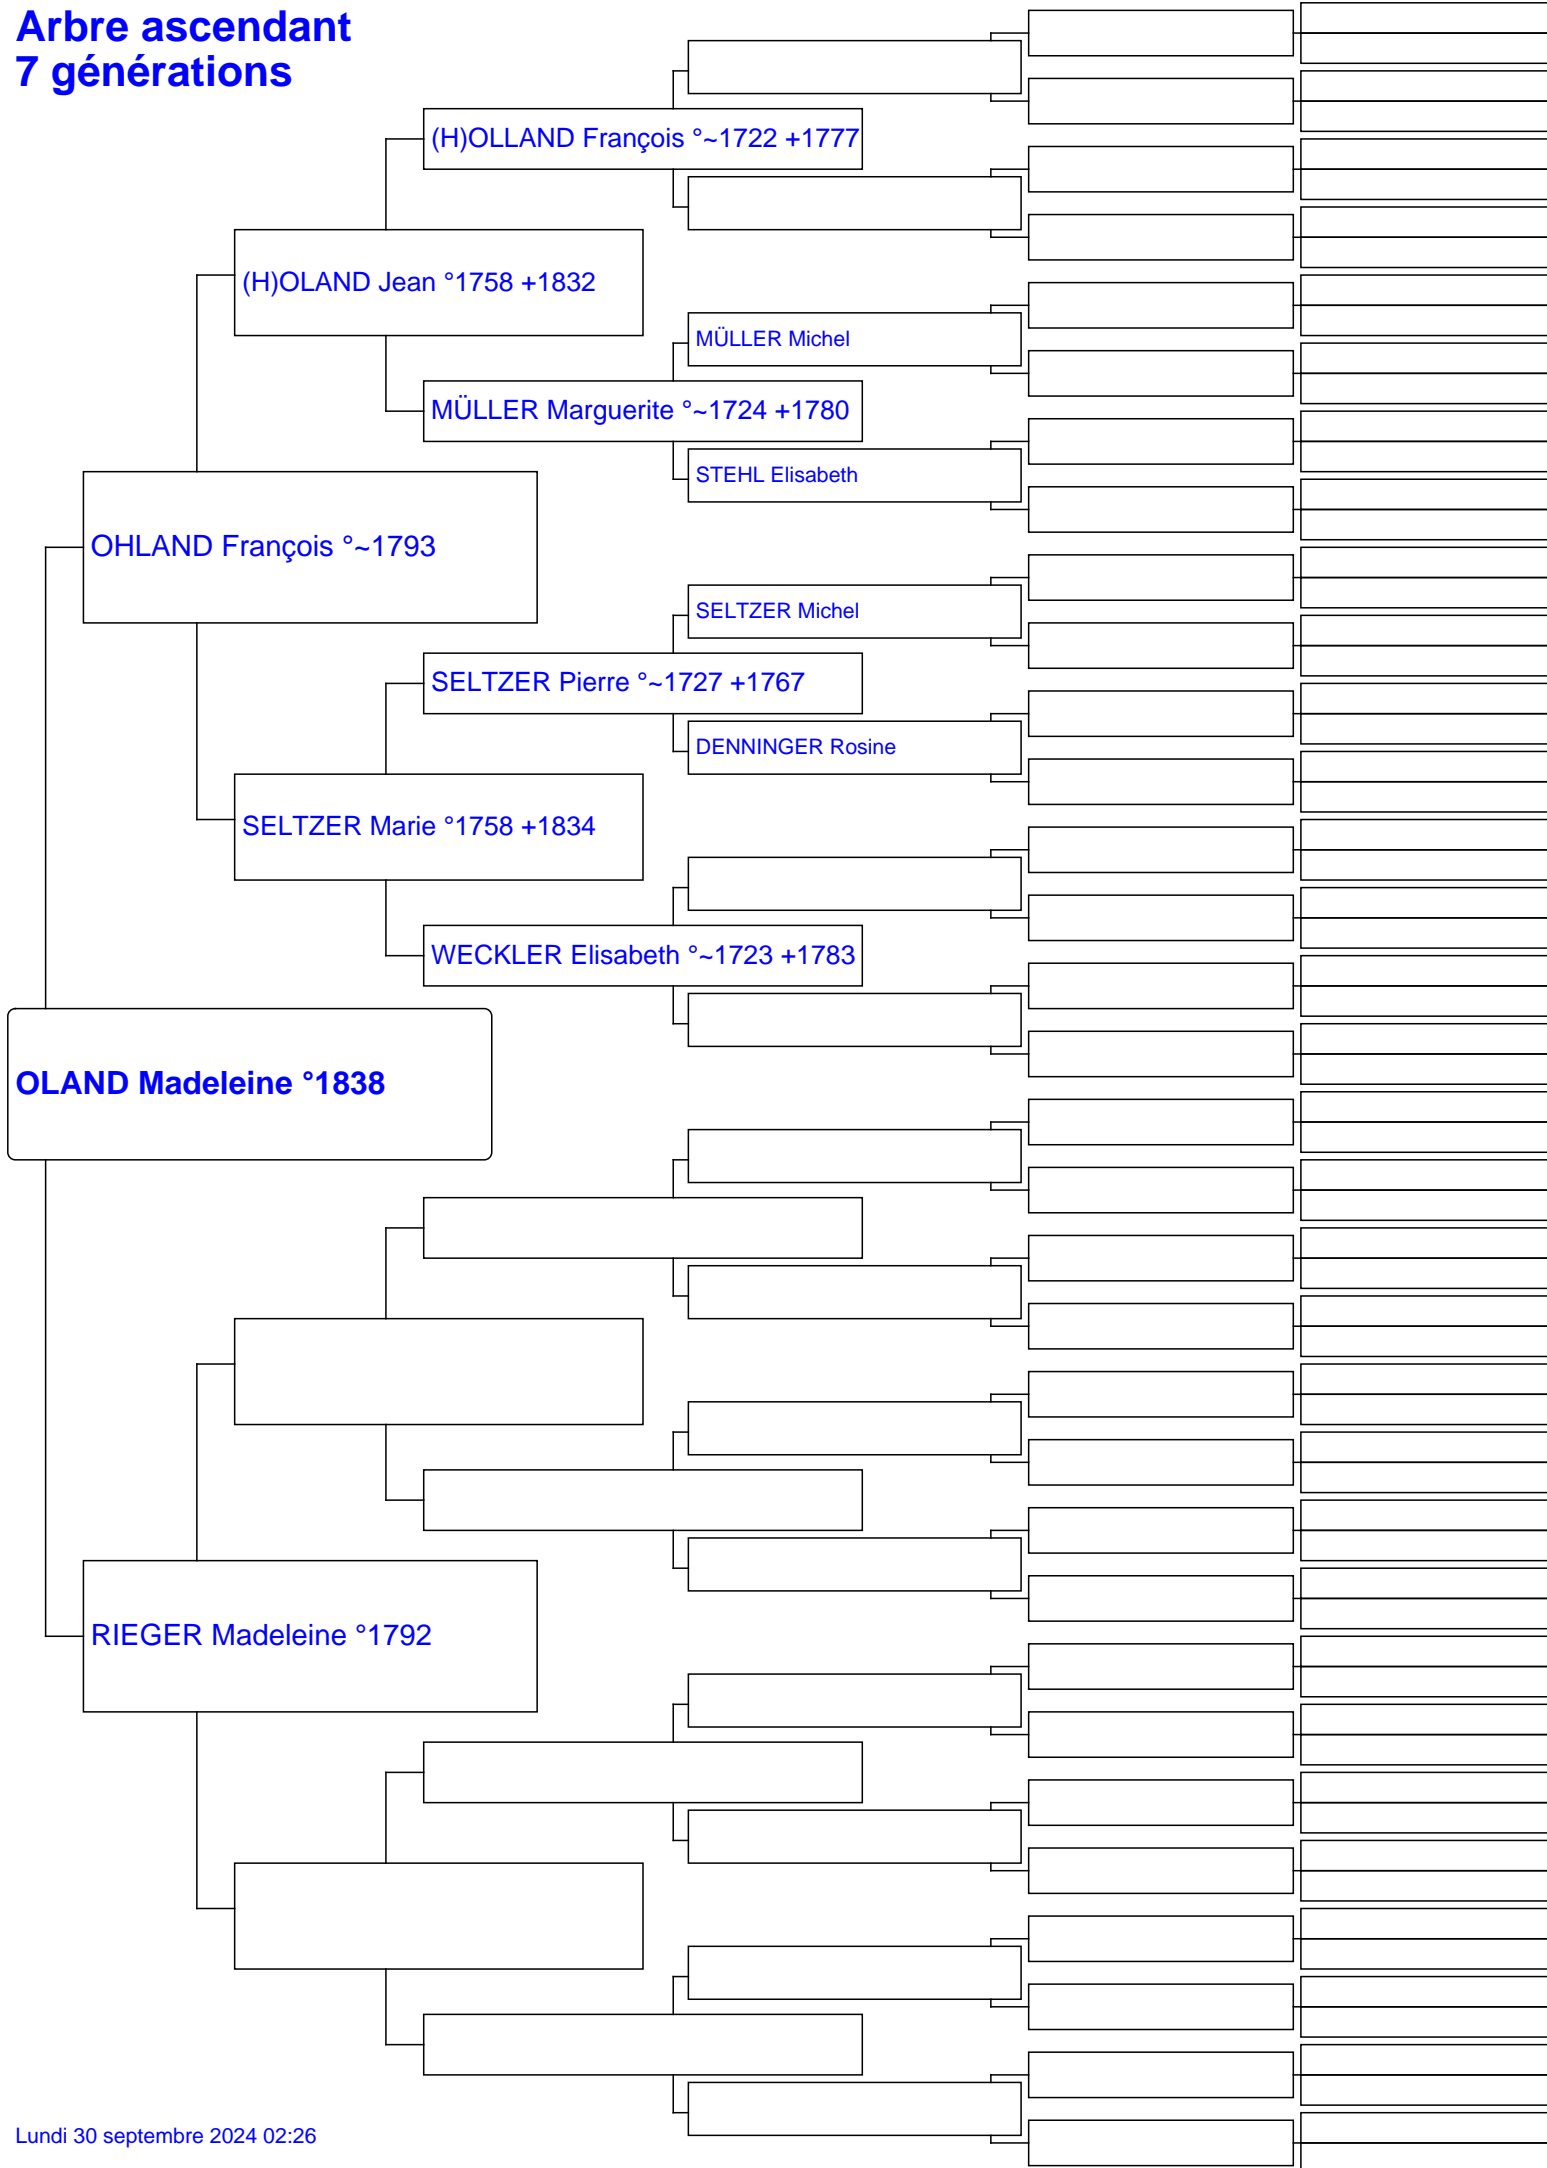 Arbre ascendant
7 générations
(H)OLLAND François °~1722 +1777
(H)OLAND Jean °1758 +1832
MÜLLER Michel
MÜLLER Marguerite °~1724 +1780
STEHL Elisabeth
OHLAND François °~1793
SELTZER Michel
SELTZER Pierre °~1727 +1767
DENNINGER Rosine
SELTZER Marie °1758 +1834
WECKLER Elisabeth °~1723 +1783
OLAND Madeleine °1838
RIEGER Madeleine °1792
Lundi 30 septembre 2024 02:26